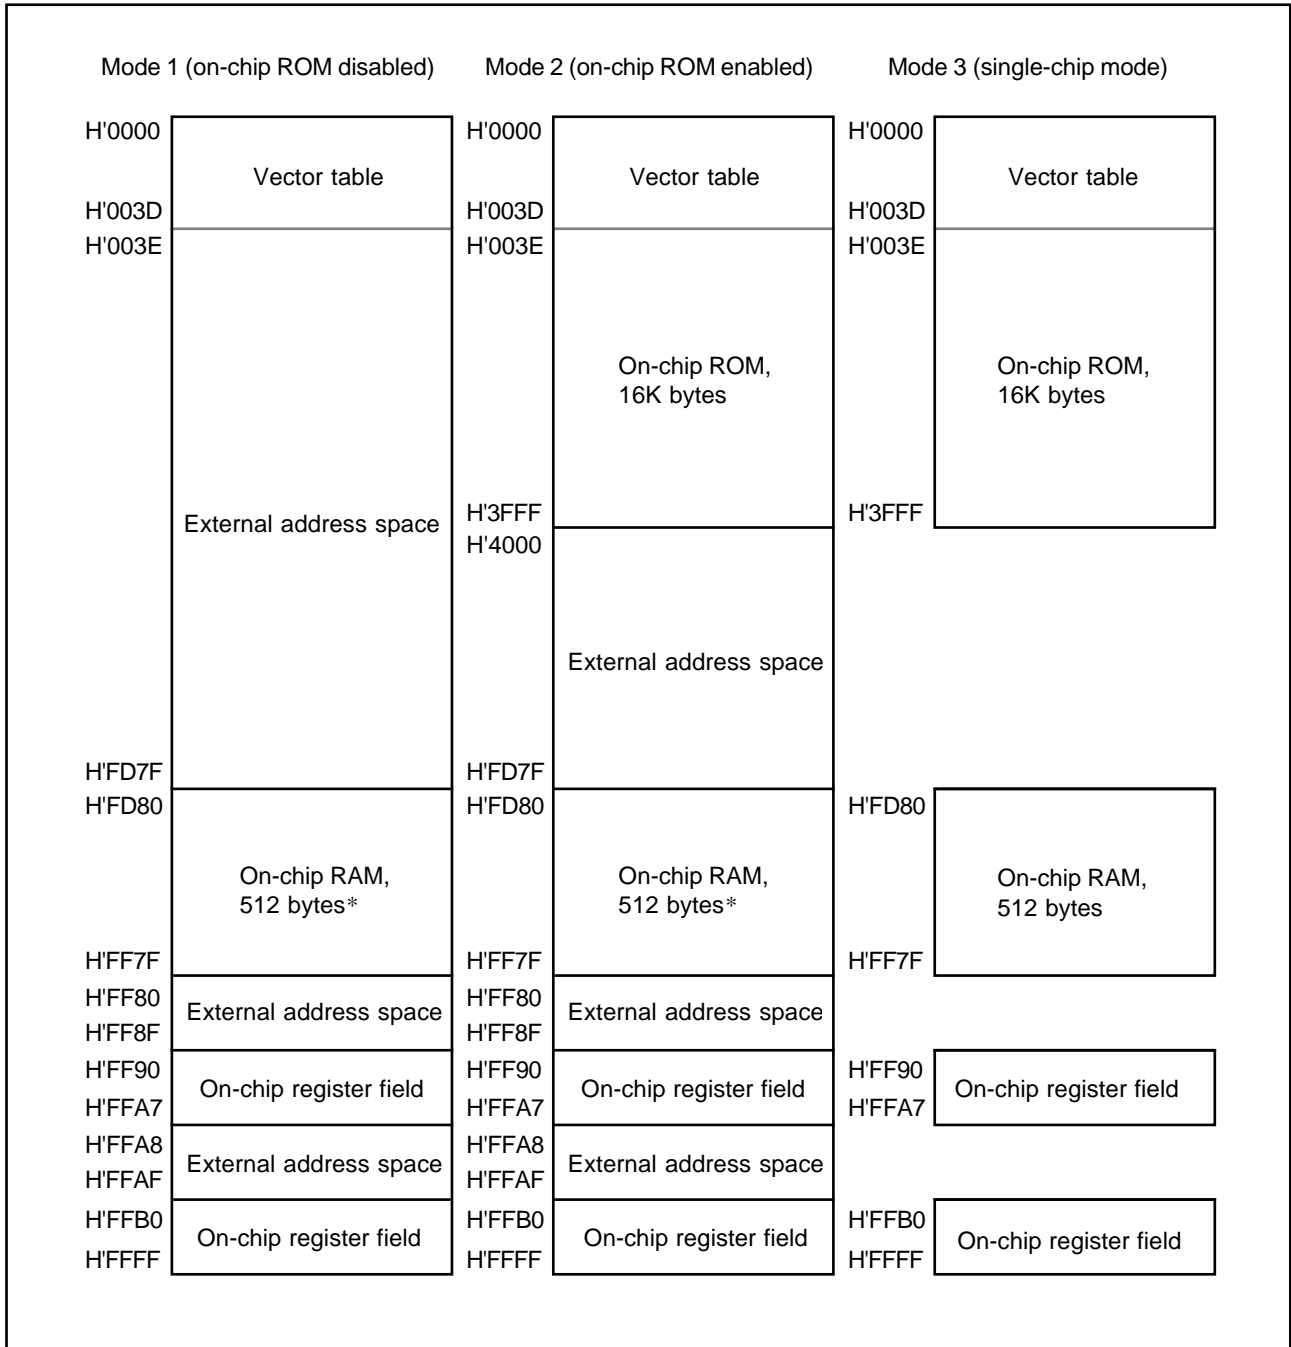 Mode 1 (on-chip ROM disabled)
H'0000
Vector table
H'003D
H'003E
External address space
H'FD7F
H'FD80
On-chip RAM,
512 bytes*
H'FF7F
H'FF80
External address space
H'FF8F
H'FF90
On-chip register field
H'FFA7
H'FFA8
External address space
H'FFAF
H'FFB0
On-chip register field
H'FFFF
Mode 2 (on-chip ROM enabled)
H'0000
Vector table
H'003D
H'003E
On-chip ROM,
16K bytes
H'3FFF
H'4000
External address space
H'FD7F
H'FD80
On-chip RAM,
512 bytes*
H'FF7F
H'FF80
External address space
H'FF8F
H'FF90
On-chip register field
H'FFA7
H'FFA8
External address space
H'FFAF
H'FFB0
On-chip register field
H'FFFF
Mode 3 (single-chip mode)
H'0000
Vector table
H'003D
H'003E
On-chip ROM,
16K bytes
H'3FFF
H'FD80
On-chip RAM,
512 bytes
H'FF7F
H'FF90
On-chip register field
H'FFA7
H'FFB0
On-chip register field
H'FFFF